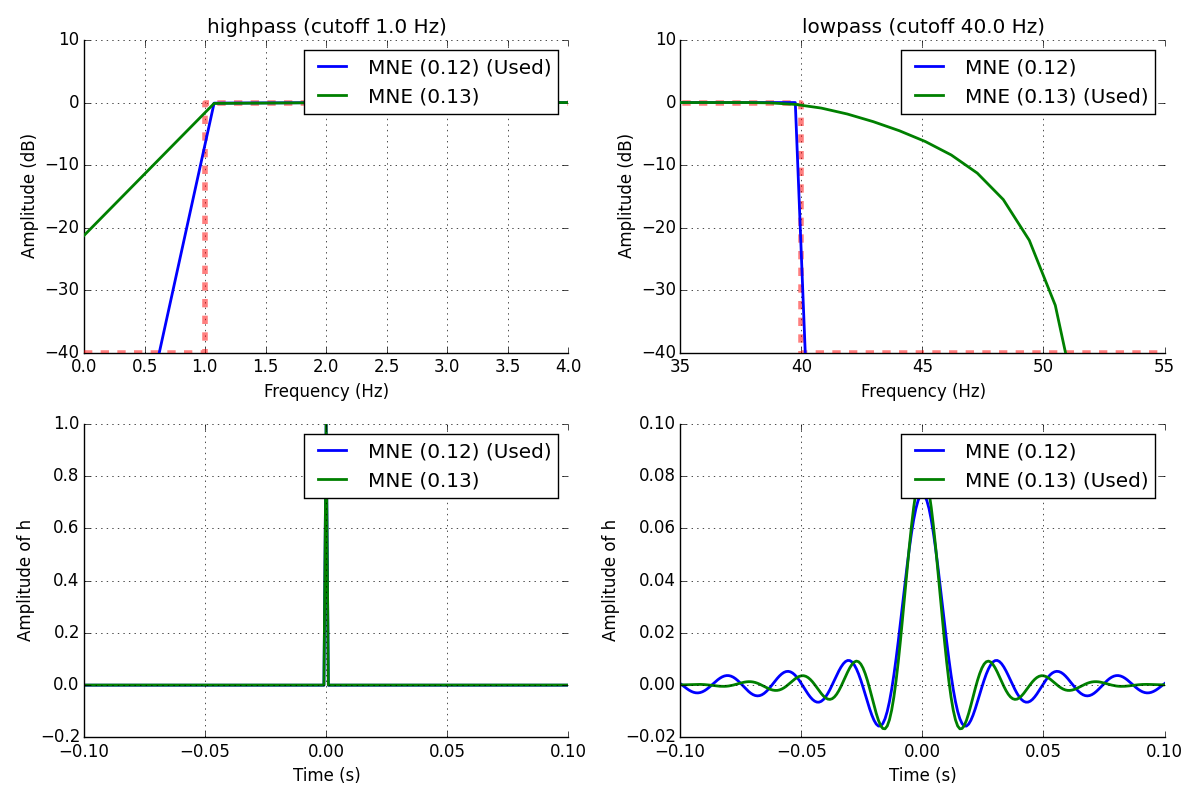 highpass (cutoff 1.0 Hz)
10
0
−10
−20
−30
−40
Amplitude (dB)
MNE (0.12) (Used)
MNE (0.13)
0.0 0.5 1.0 1.5 2.0 2.5 3.0 3.5 4.0
Frequency (Hz)
lowpass (cutoff 40.0 Hz)
10
0
−10
−20
−30
−40
Amplitude (dB)
MNE (0.12)
MNE (0.13) (Used)
35 40 45 50 55
Frequency (Hz)
1.0
0.8
0.6
0.4
0.2
0.0
−0.2
Amplitude of h
MNE (0.12) (Used)
MNE (0.13)
−0.10 −0.05 0.00 0.05 0.10
Time (s)
0.10
0.08
0.06
0.04
0.02
0.00
−0.02
Amplitude of h
MNE (0.12)
MNE (0.13) (Used)
−0.10 −0.05 0.00 0.05 0.10
Time (s)